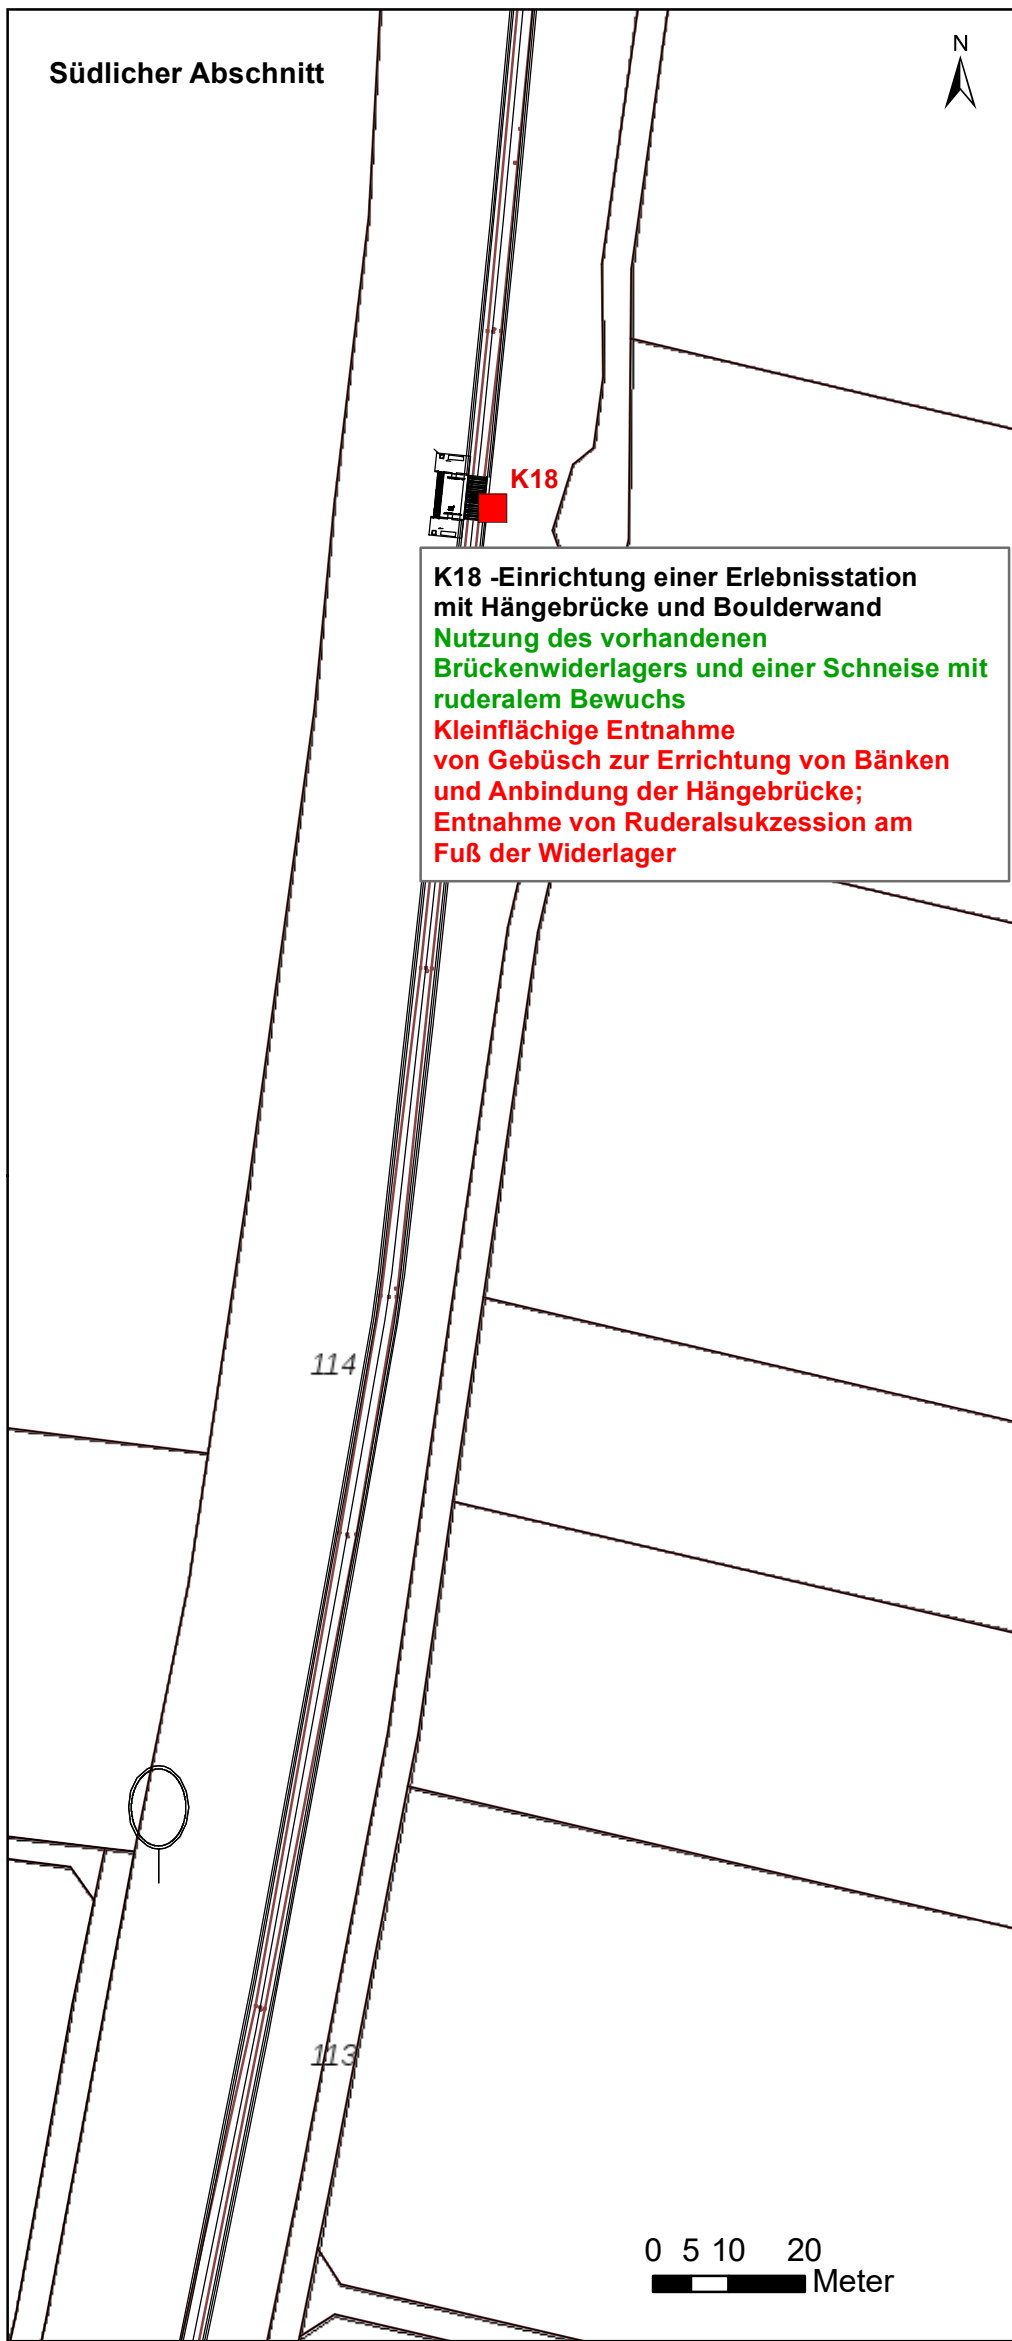 Südlicher Abschnitt
N
K18
K18 -Einrichtung einer Erlebnisstation
mit Hängebrücke und Boulderwand
Nutzung des vorhandenen
Brückenwiderlagers und einer Schneise mit
ruderalem Bewuchs
Kleinflächige Entnahme
von Gebüsch zur Errichtung von Bänken
und Anbindung der Hängebrücke;
Entnahme von Ruderalsukzession am
Fuß der Widerlager
114
113
0 5 10 20
Meter